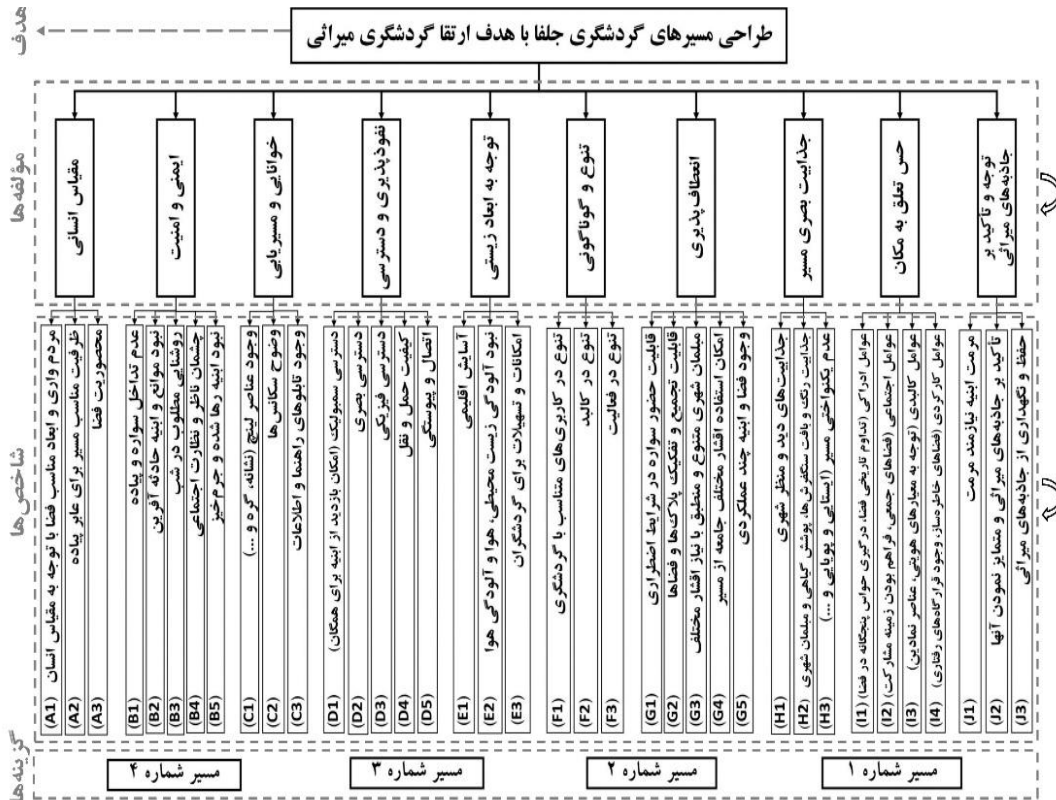 هدف
طراحی مسیرهای گردشگری جلفا با هدف ارتقا گردشگری میراثی
مؤلفه‌ها
توجه و تأکید بر
جاذبه‌های میراثی
حس تعلق به مکان
جذابیت بصری مسیر
انعطاف‌پذیری
تنوع و گوناگونی
توجه به ابعاد زیستی
نفوذپذیری و دسترسی
خوانایی و مسیریابی
ایمنی و امنیت
مقیاس انسانی
شاخص‌ها
(J3) حفظ و نگهداری از جاذبه‌های میراثی
(J2) تأکید بر جاذبه‌های میراثی و متمایز نمودن آنها
(J1) مرمت ابنیه نیازمند مرمت
(I4) عوامل کارکردی (فضاهای خاطره‌ساز، وجود قرارگاه‌های رفتاری)
(I3) عوامل کالبدی (توجه به معیارهای هویتی، عناصر نمادین)
(I2) عوامل اجتماعی (فضاهای جمعی، فراهم بودن زمینه مشارکت)
(I1) عوامل ادراکی (تداوم تاریخی فضا، درگیری حواس پنجگانه در فضا)
(H3) عدم یکنواختی مسیر (ایستایی و پویایی و ...)
(H2) جذابیت رنگ و بافت سنگفرش‌ها، پوشش گیاهی و مبلمان شهری
(H1) جذابیت‌های دید و منظر شهری
(G5) وجود فضا و ابنیه چند عملکردی
(G4) امکان استفاده اقشار مختلف جامعه از مسیر
(G3) مبلمان شهری متنوع و منطبق با نیاز اقشار مختلف
(G2) قابلیت تجمیع و تفکیک پلاک‌ها و فضاها
(G1) قابلیت حضور سواره در شرایط اضطراری
(F3) تنوع در فعالیت
(F2) تنوع در کالبد
(F1) تنوع در کاربری‌های متناسب با گردشگری
(E3) امکانات و تسهیلات برای گردشگران
(E2) نبود آلودگی زیست محیطی، هوا و آلودگی هوا
(E1) آسایش اقلیمی
(D5) اتصال و پیوستگی
(D4) کیفیت حمل و نقل
(D3) دسترسی فیزیکی
(D2) دسترسی بصری
(D1) دسترسی سمبولیک (امکان بازدید از ابنیه برای همگان)
(C3) وجود تابلوهای راهنما و اطلاعات
(C2) وضوح سکانس‌ها
(C1) وجود عناصر لینچ (نشانه، گره و ...)
(B5) نبود ابنیه رها شده و جرم‌خیز
(B4) چشمان ناظر و نظارت اجتماعی
(B3) روشنایی مطلوب در شب
(B2) نبود موانع و ابنیه حادثه آفرین
(B1) عدم تداخل سواره و پیاده
(A3) محصوریت فضا
(A2) ظرفیت مناسب مسیر برای عابر پیاده
(A1) مردم واری و ابعاد مناسب فضا با توجه به مقیاس انسان
گزینه‌ها
مسیر شماره ۱
مسیر شماره ۲
مسیر شماره ۳
مسیر شماره ۴